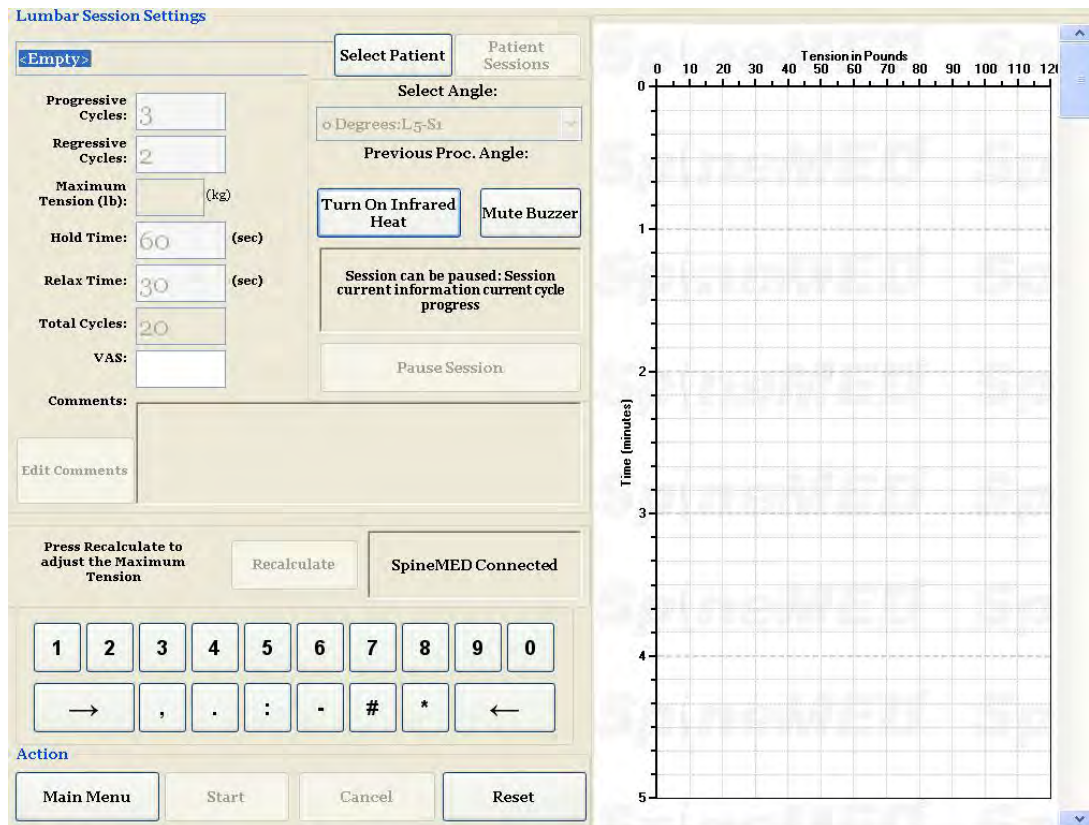 Lumbar Session Settings
<Empty>
Select Patient
Patient
Sessions
Progressive
Cycles:
3
Regressive
Cycles:
2
Maximum
Tension (lb):
(kg)
Hold Time:
60
(sec)
Relax Time:
30
(sec)
Total Cycles:
20
VAS:
Comments:
Edit Comments
Select Angle:
0 Degrees:L5-S1
Previous Proc. Angle:
Turn On Infrared
Heat
Mute Buzzer
Session can be paused: Session
current information current cycle
progress
Pause Session
Press Recalculate to
adjust the Maximum
Tension
Recalculate
SpineMED Connected
1 2 3 4 5 6 7 8 9 0
→ , . : - # * ←
Action
Main Menu
Start
Cancel
Reset
Tension in Pounds
0 10 20 30 40 50 60 70 80 90 100 110
0
1
2
3
4
5
Time (minutes)
SpineMED